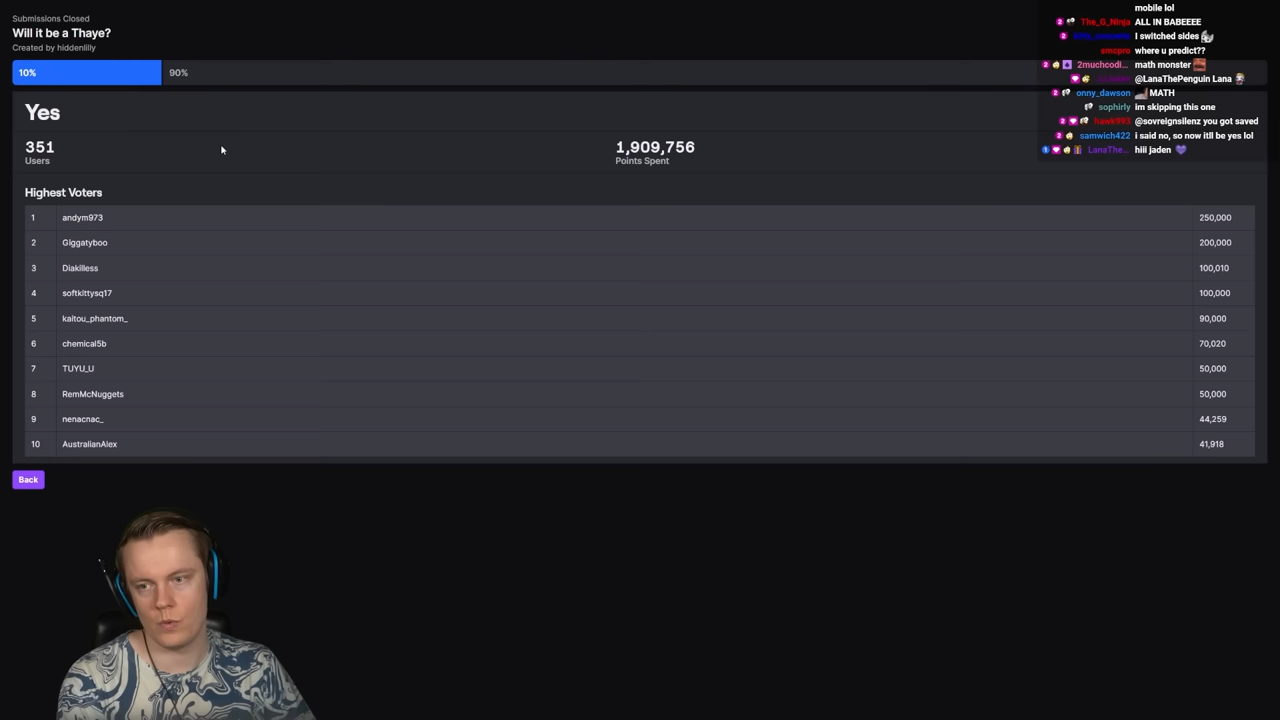 Submissions Closed
Will it be a Thaye?
Created by hiddenlilly
10%
90%
Yes
351
Users
1,909,756
Points Spent
Highest Voters
1 andym973 250,000
2 Giggatyboo 200,000
3 Diakilless 100,010
4 softkittysq17 100,000
5 kaitou_phantom_ 90,000
6 chemical5b 70,020
7 TUYU_U 50,000
8 RemMcNuggets 50,000
9 nenacnac_ 44,259
10 AustralianAlex 41,918
Back
mobile lol
The_G_Ninja ALL IN BABEEEE
I switched sides
smcpro where u predict??
2muchcodi... math monster
@LanaThePenguin Lana
onny_dawson MATH
sophirly im skipping this one
hawk993 @sovreignsilenz you got saved
samwich422 i said no, so now itll be yes lol
LanaThe... hiii jaden